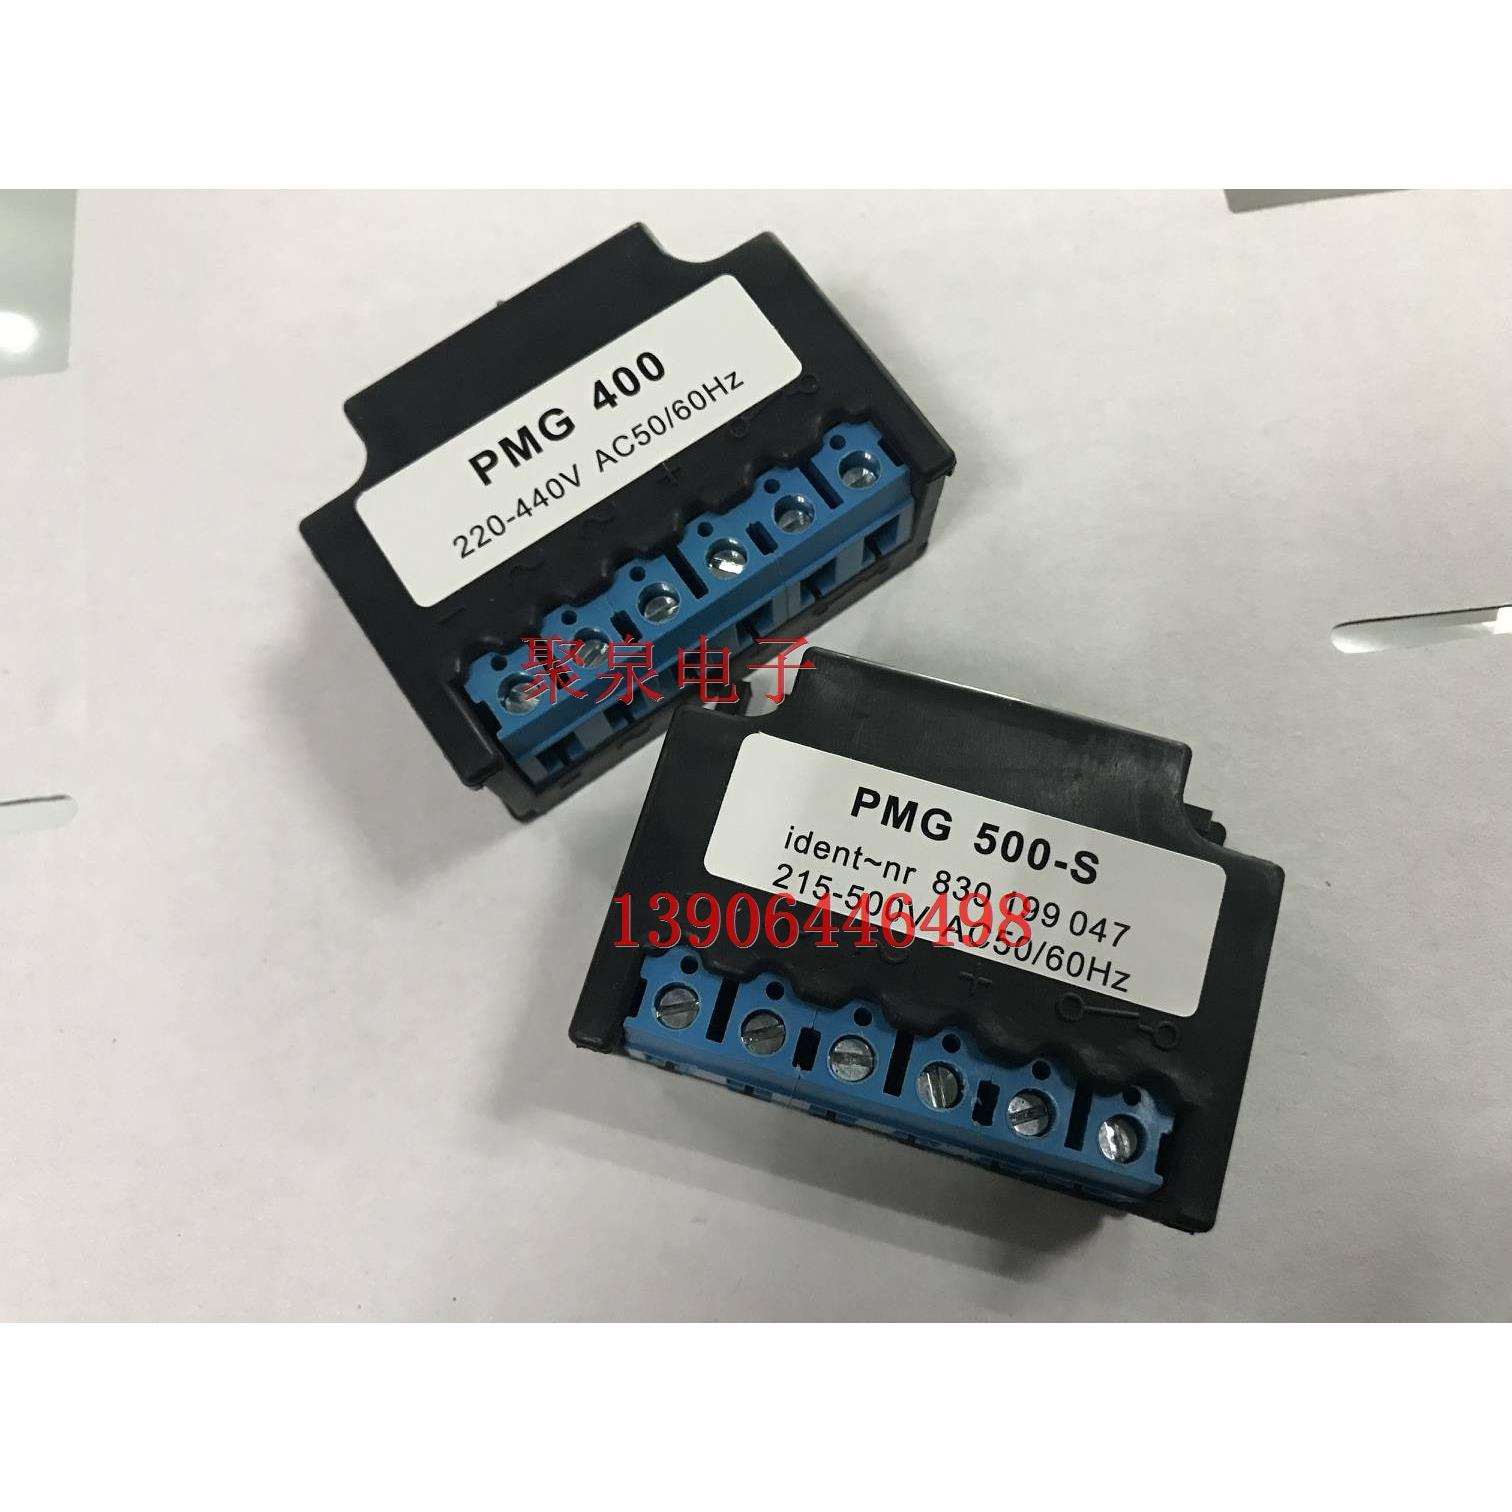 PMG 400
220-440V AC50/60Hz
聚泉电子
PMG 500-S
ident~nr 830 199 047
215-500V AC50/60Hz
13906446498